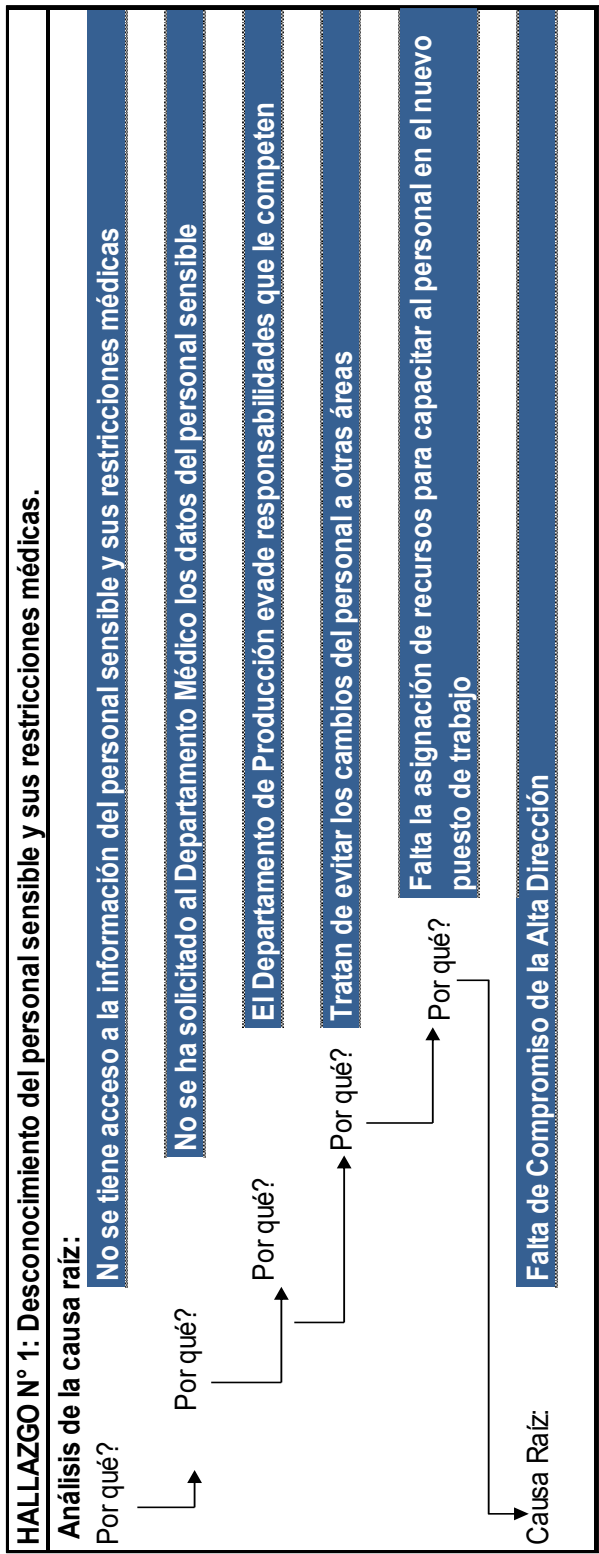 HALLAZGO N° 1: Desconocimiento del personal sensible y sus restricciones médicas.
Análisis de la causa raíz:
Por qué?
No se tiene acceso a la información del personal sensible y sus restricciones médicas
Por qué?
No se ha solicitado al Departamento Médico los datos del personal sensible
Por qué?
El Departamento de Producción evade responsabilidades que le competen
Por qué?
Tratan de evitar los cambios del personal a otras áreas
Por qué?
Falta la asignación de recursos para capacitar al personal en el nuevo
puesto de trabajo
Causa Raíz:
Falta de Compromiso de la Alta Dirección